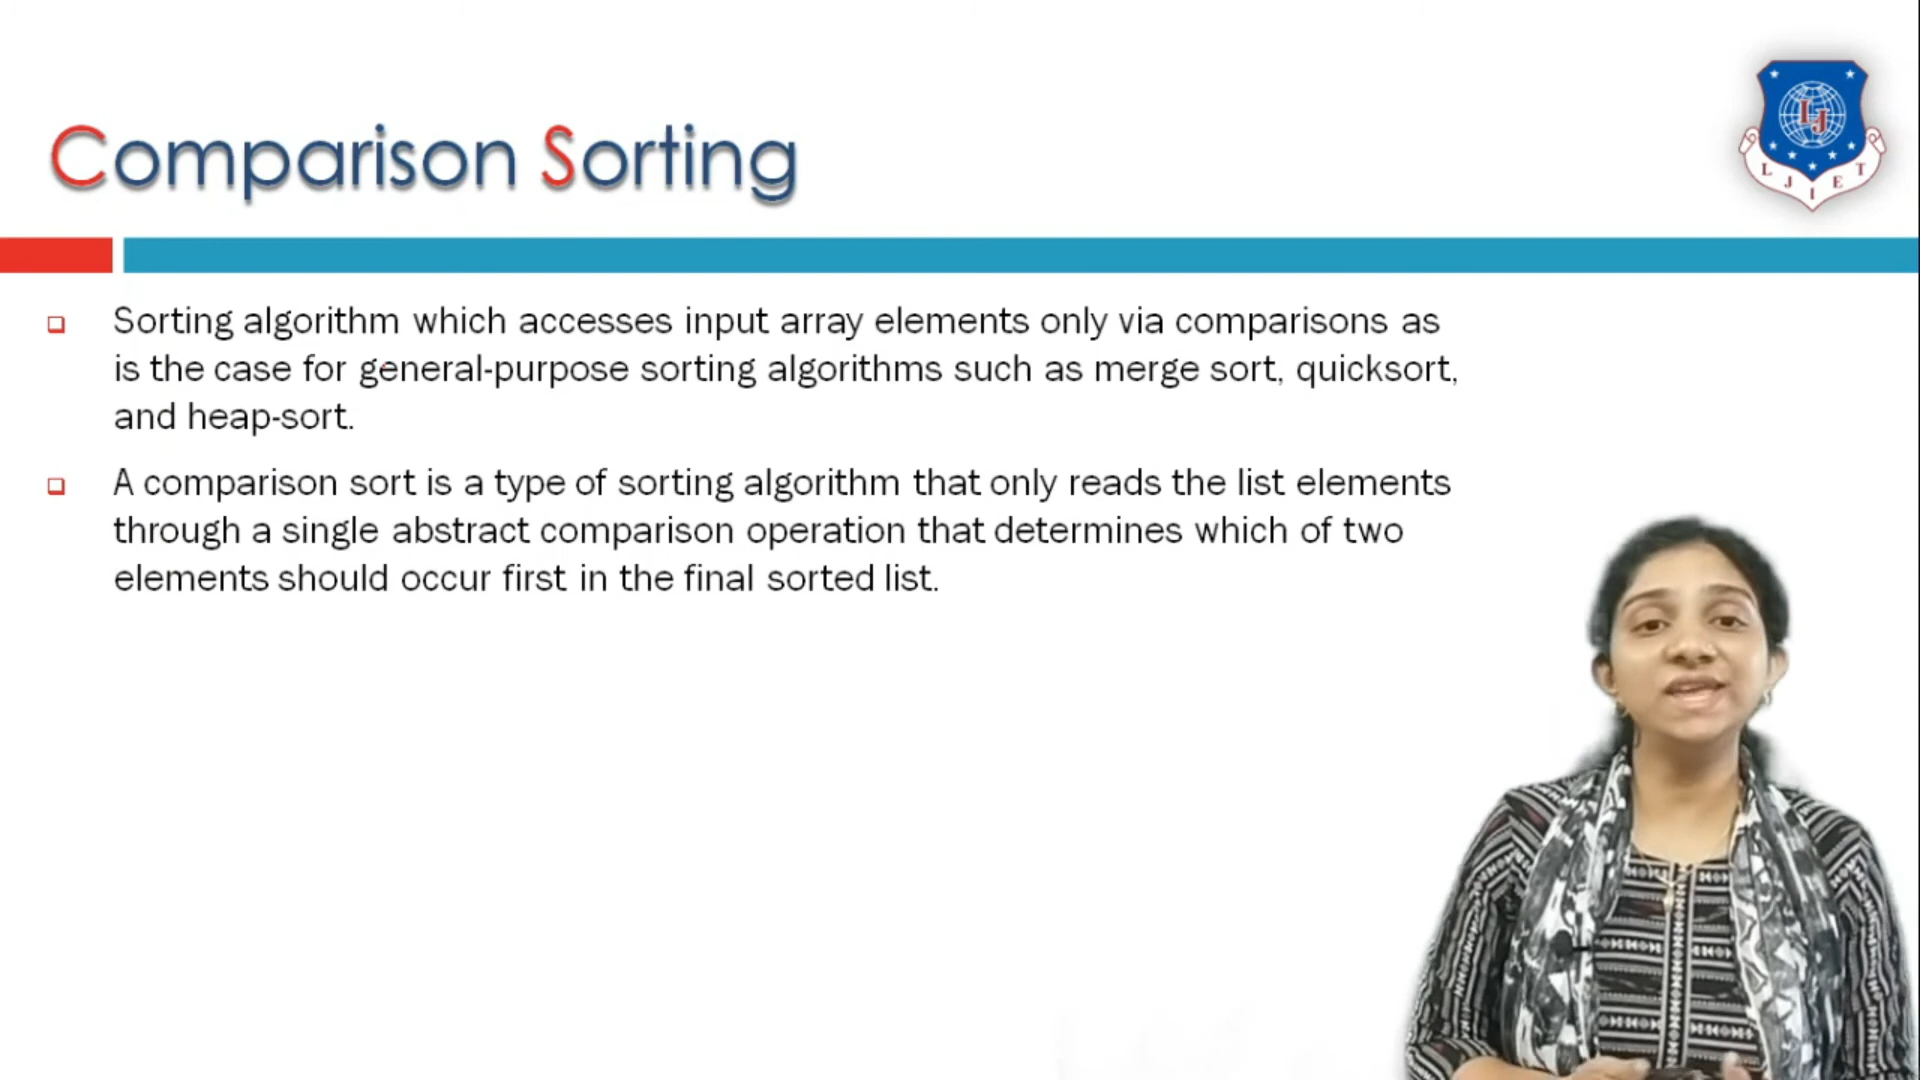 Comparison Sorting
LJ
LJIET
Sorting algorithm which accesses input array elements only via comparisons as
is the case for general-purpose sorting algorithms such as merge sort, quicksort,
and heap-sort.
A comparison sort is a type of sorting algorithm that only reads the list elements
through a single abstract comparison operation that determines which of two
elements should occur first in the final sorted list.